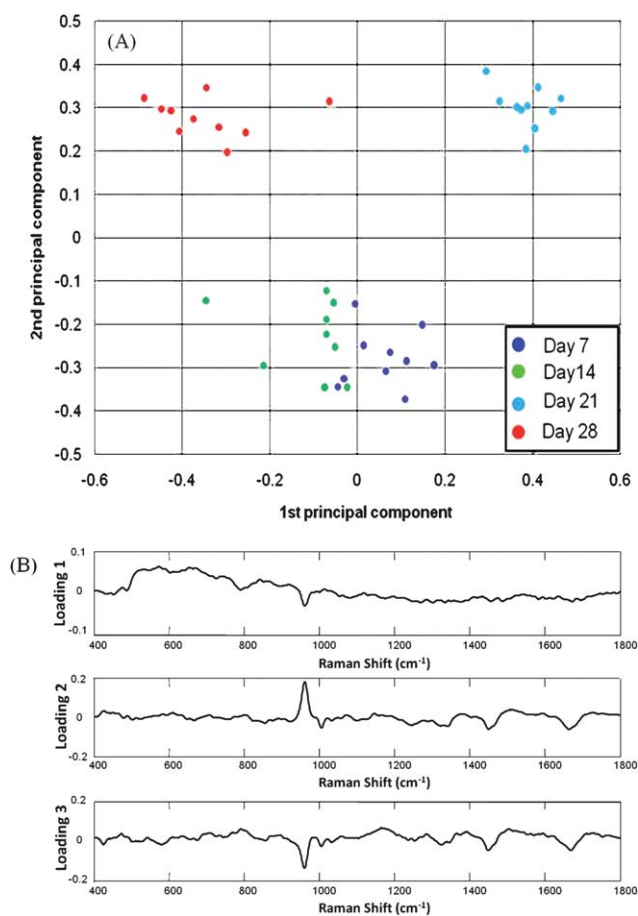 (A)
0.5
0.4
0.3
0.2
0.1
0
-0.1
-0.2
-0.3
-0.4
-0.5
2nd principal component
-0.6
-0.4
-0.2
0
0.2
0.4
0.6
1st principal component
Day 7
Day14
Day 21
Day 28
(B)
Loading 1
0.1
0
-0.1
400 600 800 1000 1200 1400 1600 1800
Raman Shift (cm-1)
Loading 2
0.2
0
-0.2
400 600 800 1000 1200 1400 1600 1800
Raman Shift (cm-1)
Loading 3
0.2
0
-0.2
400 600 800 1000 1200 1400 1600 1800
Raman Shift (cm-1)